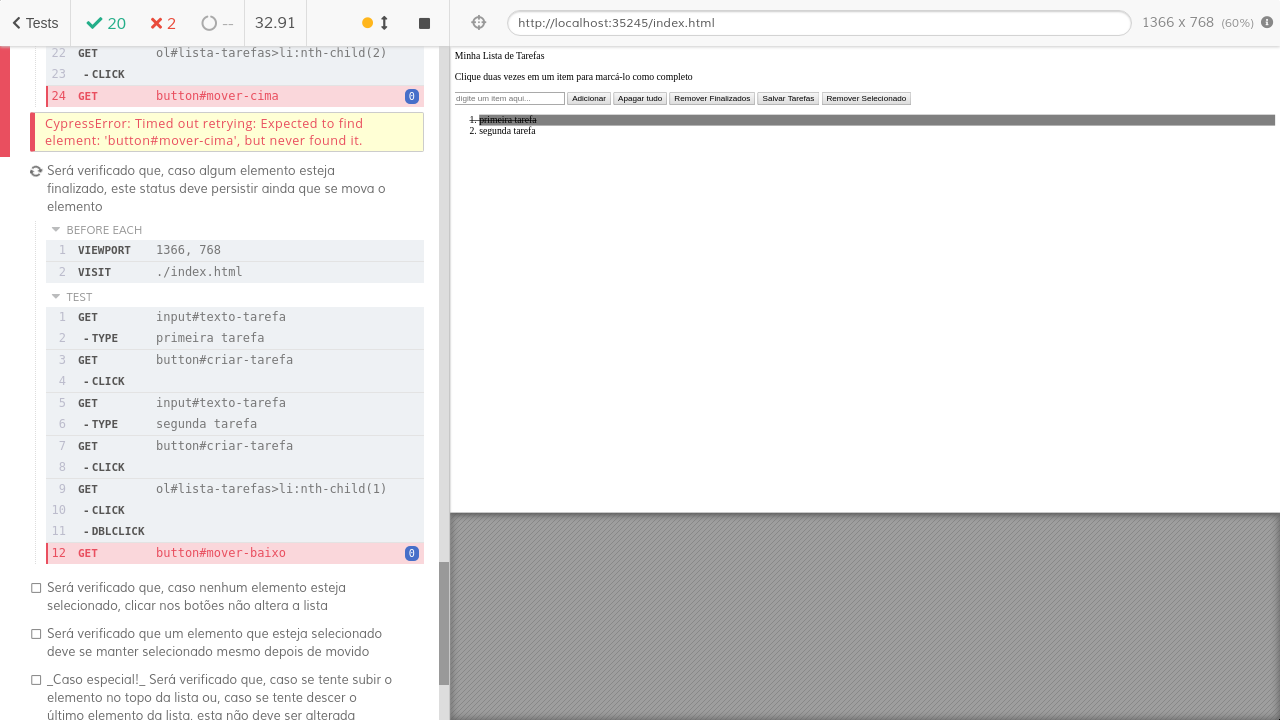 Tests 20 2 -- 32.91
22 GET ol#lista-tarefas>li:nth-child(2)
23 - CLICK
24 GET button#mover-cima 0
CypressError: Timed out retrying: Expected to find
element: 'button#mover-cima', but never found it.
Será verificado que, caso algum elemento esteja
finalizado, este status deve persistir ainda que se mova o
elemento
BEFORE EACH
1 VIEWPORT 1366, 768
2 VISIT ./index.html
TEST
1 GET input#texto-tarefa
2 - TYPE primeira tarefa
3 GET button#criar-tarefa
4 - CLICK
5 GET input#texto-tarefa
6 - TYPE segunda tarefa
7 GET button#criar-tarefa
8 - CLICK
9 GET ol#lista-tarefas>li:nth-child(1)
10 - CLICK
11 - DBLCLICK
12 GET button#mover-baixo 0
Será verificado que, caso nenhum elemento esteja
selecionado, clicar nos botões não altera a lista
Será verificado que um elemento que esteja selecionado
deve se manter selecionado mesmo depois de movido
_Caso especial!_ Será verificado que, caso se tente subir o
elemento no topo da lista ou, caso se tente descer o
último elemento da lista, esta não deve ser alterada
http://localhost:35245/index.html 1366 x 768 (60%)
Minha Lista de Tarefas
Clique duas vezes em um item para marcá-lo como completo
digite um item aqui... Adicionar Apagar tudo Remover Finalizados Salvar Tarefas Remover Selecionado
1. primeira tarefa
2. segunda tarefa